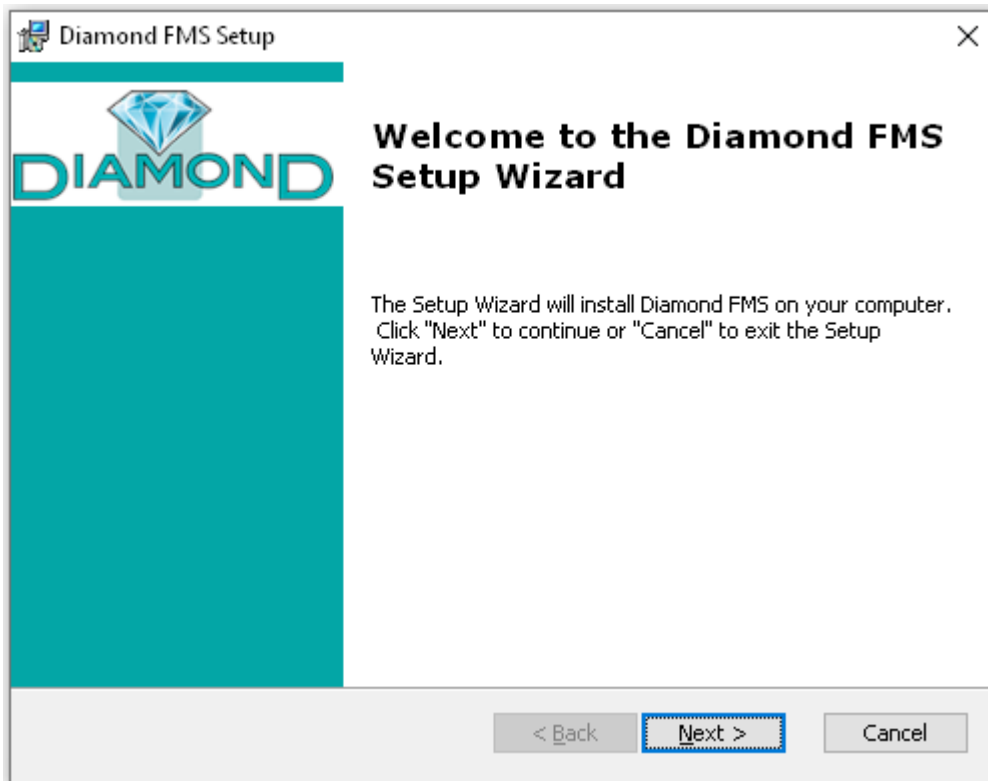 Diamond FMS Setup
DIAMOND
Welcome to the Diamond FMS
Setup Wizard
The Setup Wizard will install Diamond FMS on your computer.
Click "Next" to continue or "Cancel" to exit the Setup
Wizard.
< Back Next > Cancel